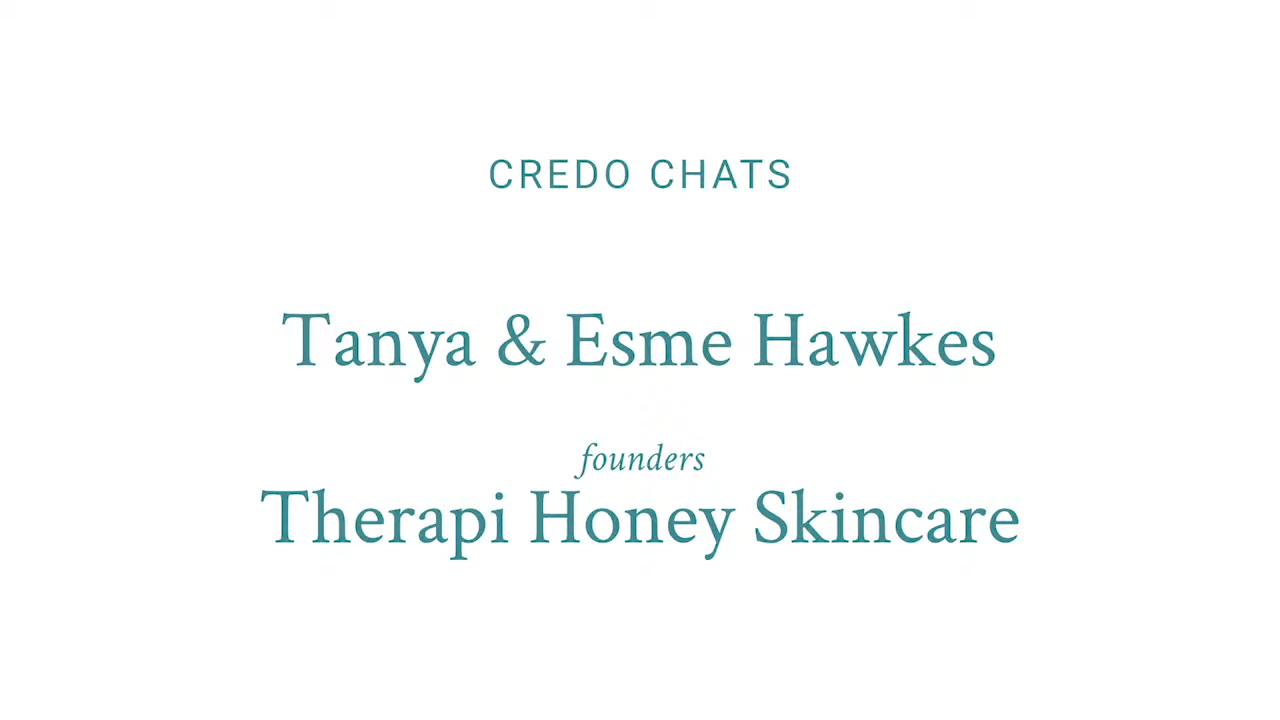 CREDO CHATS
Tanya & Esme Hawkes
founders
Therapi Honey Skincare